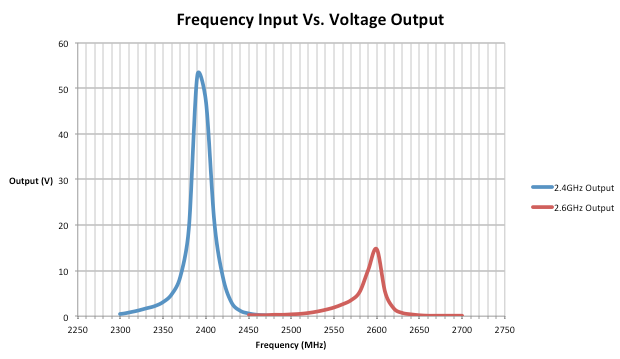 Frequency Input Vs. Voltage Output
60
50
40
30
20
10
0
Output (V)
2250 2300 2350 2400 2450 2500 2550 2600 2650 2700 2750
Frequency (MHz)
2.4GHz Output
2.6GHz Output